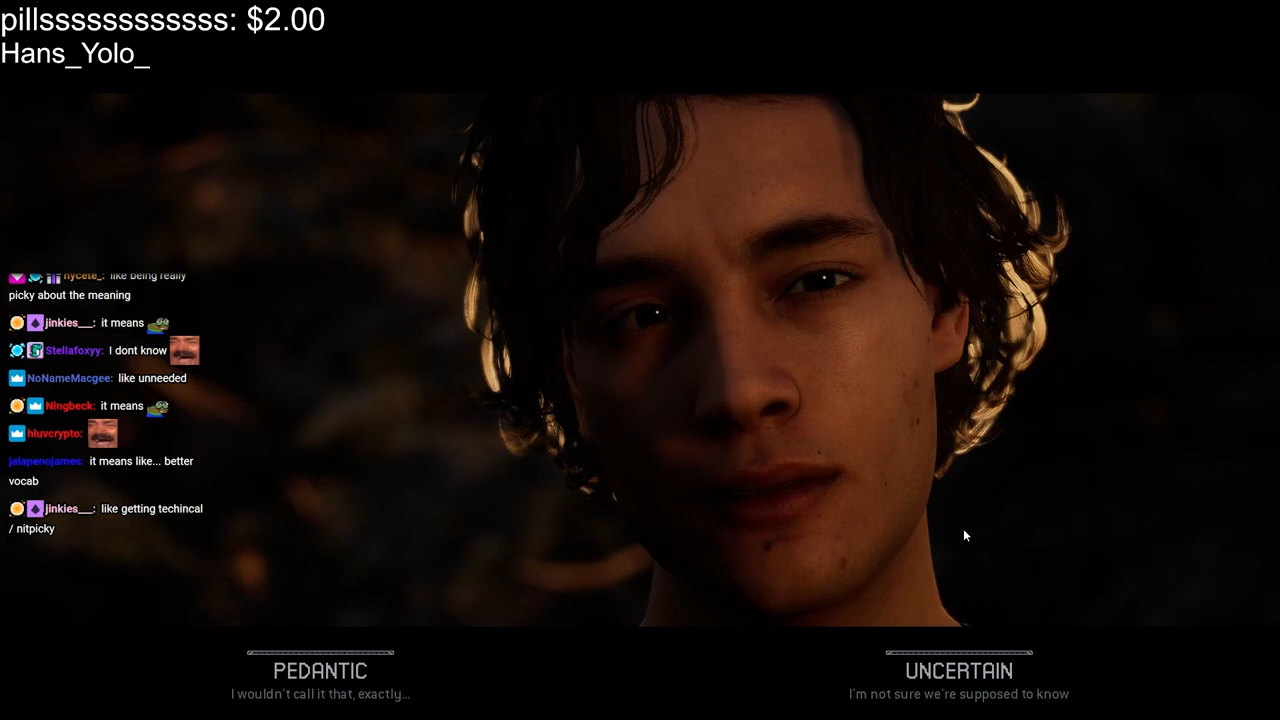 pillsssssssssssss: $2.00
Hans_Yolo_
nycete_: like being really
picky about the meaning
jinkies___: it means
Stellafoxyy: I dont know
NoNameMacgee: like unneeded
Ningbeck: it means
hluvcrypto:
jalapenojames: it means like... better
vocab
jinkies___: like getting techincal
/ nitpicky
PEDANTIC
I wouldn't call it that, exactly...
UNCERTAIN
I'm not sure we're supposed to know